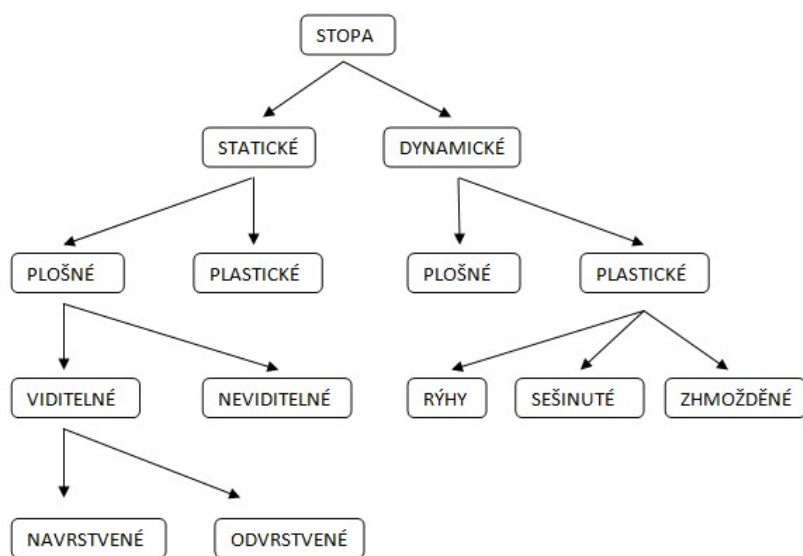 STOPA
STATICKÉ
DYNAMICKÉ
PLOŠNÉ
PLASTICKÉ
PLOŠNÉ
PLASTICKÉ
VIDITELNÉ
NEVIDITELNÉ
RÝHY
SEŠINUTÉ
ZHMOŽDĚNÉ
NAVRSTVENÉ
ODVRSTVENÉ